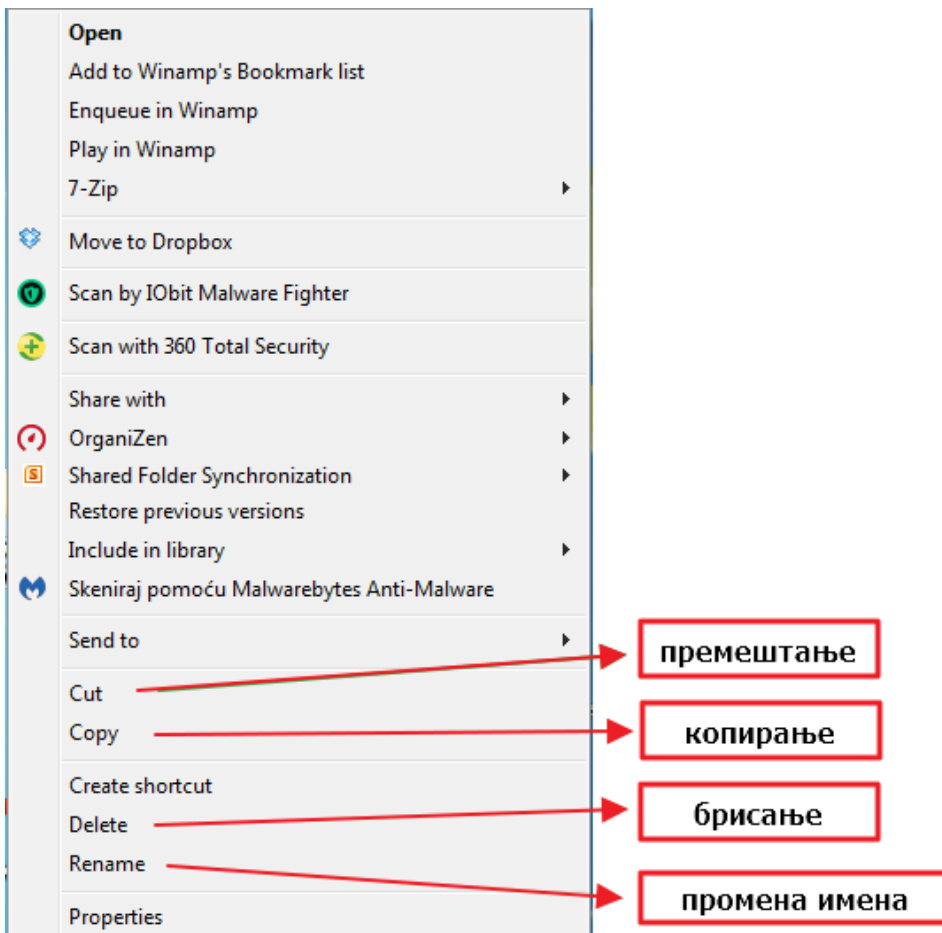 Open
Add to Winamp's Bookmark list
Enqueue in Winamp
Play in Winamp
7-Zip
Move to Dropbox
Scan by IObit Malware Fighter
Scan with 360 Total Security
Share with
OrganiZen
Shared Folder Synchronization
Restore previous versions
Include in library
Skeniraj pomoću Malwarebytes Anti-Malware
Send to
премештање
Cut
Copy
копирање
Create shortcut
Delete
брисање
Rename
промена имена
Properties